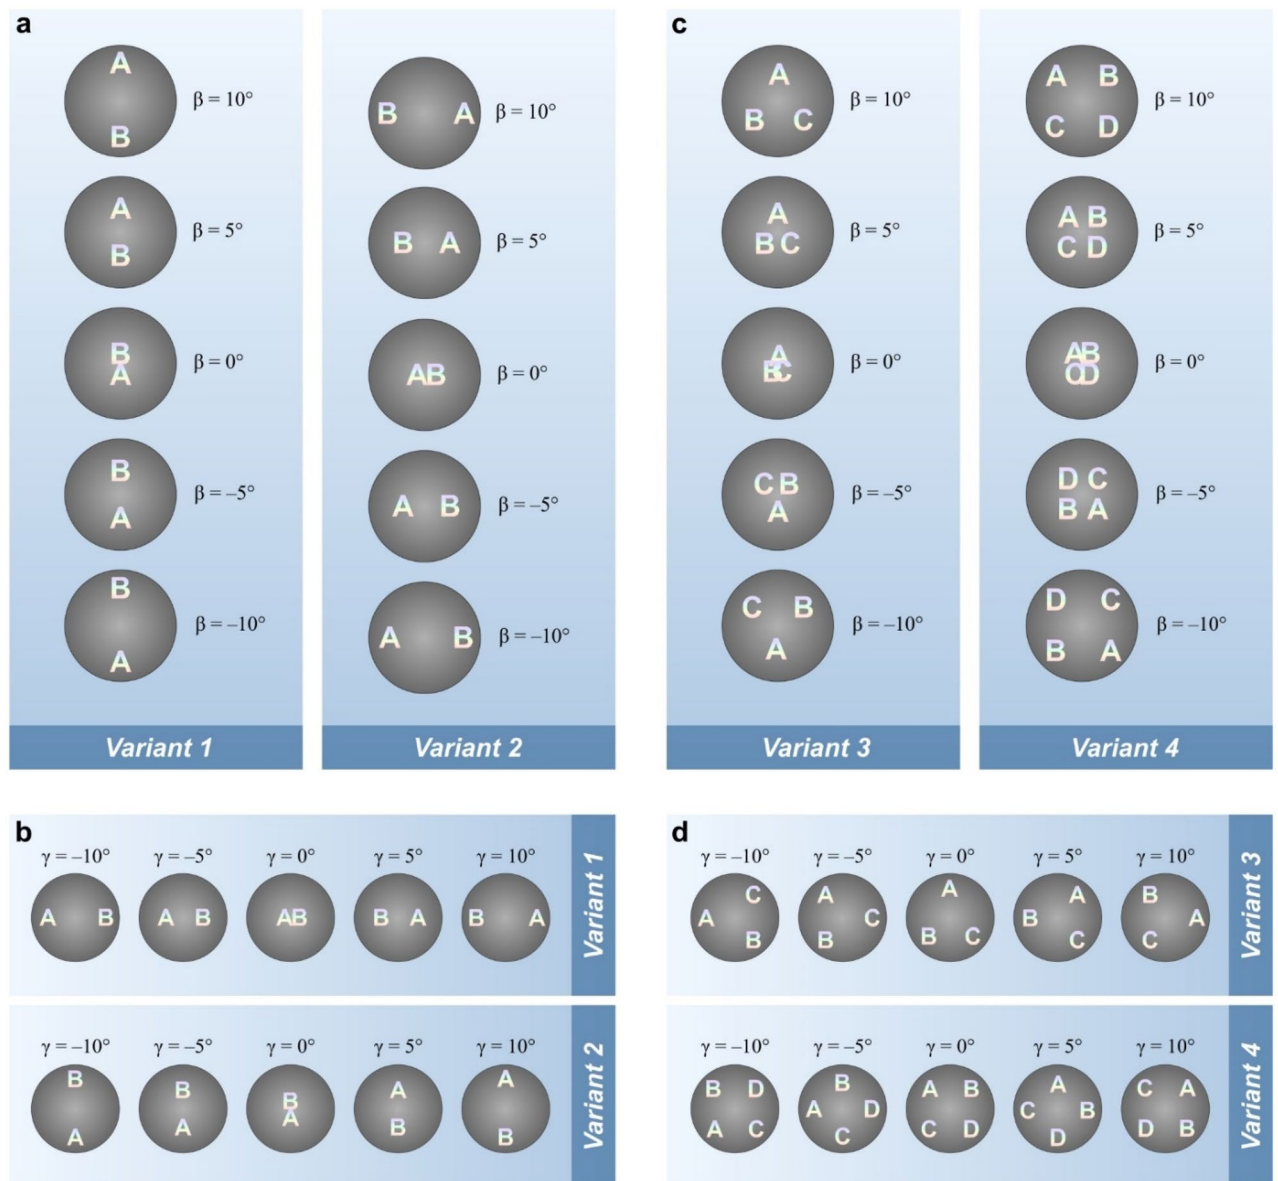 a
A
B
β = 10°
A
B
β = 5°
B
A
β = 0°
B
A
β = –5°
B
A
β = –10°
Variant 1
B A
β = 10°
B A
β = 5°
AB
β = 0°
A B
β = –5°
A B
β = –10°
Variant 2
c
A
B C
β = 10°
A
B C
β = 5°
A
BC
β = 0°
C B
A
β = –5°
C B
A
β = –10°
Variant 3
A B
C D
β = 10°
A B
C D
β = 5°
AB
CD
β = 0°
D C
B A
β = –5°
D C
B A
β = –10°
Variant 4
b
γ = –10° γ = –5° γ = 0° γ = 5° γ = 10°
A B
A B
AB
B A
B A
Variant 1
γ = –10° γ = –5° γ = 0° γ = 5° γ = 10°
B
A
B
A
B
A
A
B
A
B
Variant 2
d
γ = –10° γ = –5° γ = 0° γ = 5° γ = 10°
C
A
B
A
C
B
A
B C
A
B
C
B
A
C
Variant 3
γ = –10° γ = –5° γ = 0° γ = 5° γ = 10°
B D
A C
B
A D
C
A B
C D
A
C B
D
C A
D B
Variant 4